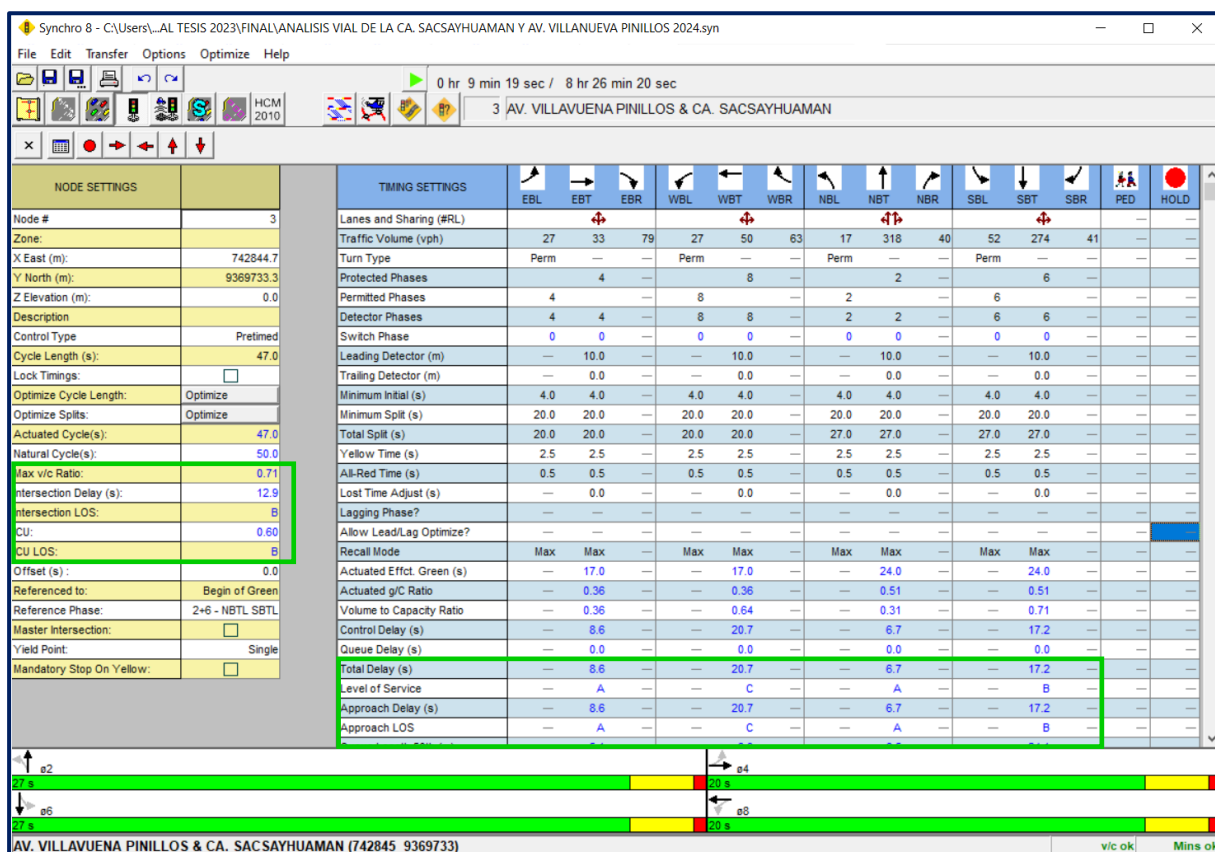 Synchro 8 - C:\Users\...AL TESIS 2023\FINAL\ANALISIS VIAL DE LA CA. SACSAYHUAMAN Y AV. VILLANUEVA PINILLOS 2024.syn
File Edit Transfer Options Optimize Help
0 hr 9 min 19 sec / 8 hr 26 min 20 sec
HCM 2010
3 AV. VILLAVUENA PINILLOS & CA. SACSAYHUAMAN
NODE SETTINGS
Node # 3
Zone:
X East (m): 742844.7
Y North (m): 9369733.3
Z Elevation (m): 0.0
Description
Control Type Pretimed
Cycle Length (s): 47.0
Lock Timings:
Optimize Cycle Length: Optimize
Optimize Splits: Optimize
Actuated Cycle(s): 47.0
Natural Cycle(s): 50.0
Max v/c Ratio: 0.71
ntersection Delay (s): 12.9
ntersection LOS: B
CU: 0.60
CU LOS: B
Offset (s) : 0.0
Referenced to: Begin of Green
Reference Phase: 2+6 - NBTL SBTL
Master Intersection:
Yield Point: Single
Mandatory Stop On Yellow:
TIMING SETTINGS EBL EBT EBR WBL WBT WBR NBL NBT NBR SBL SBT SBR PED HOLD
Lanes and Sharing (#RL) — —
Traffic Volume (vph) 27 33 79 27 50 63 17 318 40 52 274 41 — —
Turn Type Perm — — Perm — — Perm — — Perm — — — —
Protected Phases 4 — 8 — 2 — 6 — — —
Permitted Phases 4 — 8 — 2 — 6 — — —
Detector Phases 4 4 — 8 8 — 2 2 — 6 6 — — —
Switch Phase 0 0 — 0 0 — 0 0 — 0 0 — — —
Leading Detector (m) — 10.0 — — 10.0 — — 10.0 — — 10.0 — — —
Trailing Detector (m) — 0.0 — — 0.0 — — 0.0 — — 0.0 — — —
Minimum Initial (s) 4.0 4.0 — 4.0 4.0 — 4.0 4.0 — 4.0 4.0 — — —
Minimum Split (s) 20.0 20.0 — 20.0 20.0 — 20.0 20.0 — 20.0 20.0 — — —
Total Split (s) 20.0 20.0 — 20.0 20.0 — 27.0 27.0 — 27.0 27.0 — — —
Yellow Time (s) 2.5 2.5 — 2.5 2.5 — 2.5 2.5 — 2.5 2.5 — — —
All-Red Time (s) 0.5 0.5 — 0.5 0.5 — 0.5 0.5 — 0.5 0.5 — — —
Lost Time Adjust (s) — 0.0 — — 0.0 — — 0.0 — — 0.0 — — —
Lagging Phase? — — — — — — — — — — — — — —
Allow Lead/Lag Optimize? — — — — — — — — — — — — —
Recall Mode Max Max — Max Max — Max Max — Max Max — — —
Actuated Effct. Green (s) — 17.0 — — 17.0 — — 24.0 — — 24.0 — — —
Actuated g/C Ratio — 0.36 — — 0.36 — — 0.51 — — 0.51 — — —
Volume to Capacity Ratio — 0.36 — — 0.64 — — 0.31 — — 0.71 — — —
Control Delay (s) — 8.6 — — 20.7 — — 6.7 — — 17.2 — — —
Queue Delay (s) — 0.0 — — 0.0 — — 0.0 — — 0.0 — — —
Total Delay (s) — 8.6 — — 20.7 — — 6.7 — — 17.2 — — —
Level of Service — A — — C — — A — — B — — —
Approach Delay (s) — 8.6 — — 20.7 — — 6.7 — — 17.2 — — —
Approach LOS — A — — C — — A — — B — — —
ø2
27 s
ø4
20 s
ø6
27 s
ø8
20 s
AV. VILLAVUENA PINILLOS & CA. SACSAYHUAMAN (742845 9369733) v/c ok Mins ok